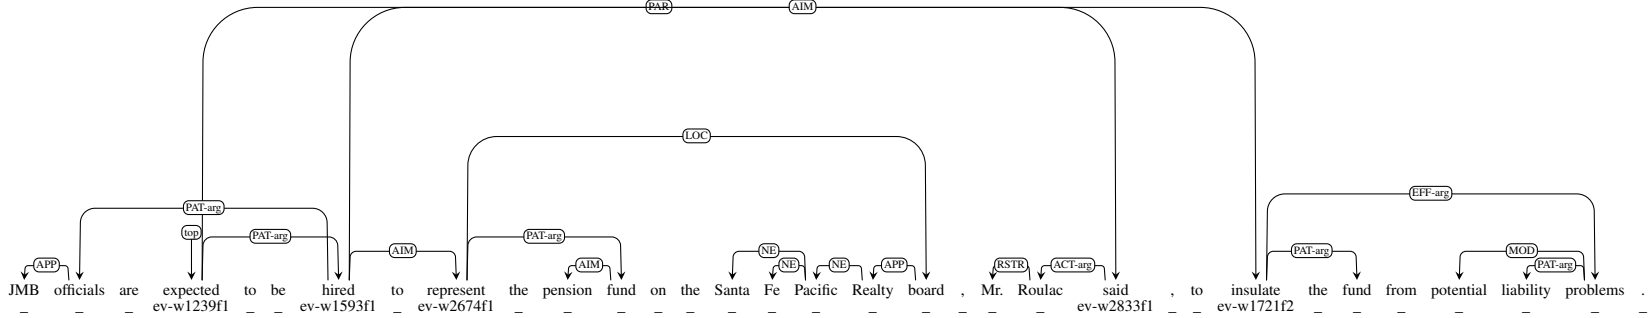 PAR AIM
LOC
EFF-arg
PAT-arg
top PAT-arg AIM PAT-arg NE PAT-arg MOD
APP AIM NE NE APP RSTR ACT-arg PAT-arg
JMB officials are expected to be hired to represent the pension fund on the Santa Fe Pacific Realty board , Mr. Roulac said , to insulate the fund from potential liability problems .
_ _ _ ev-w1239f1 _ _ ev-w1593f1 _ ev-w2674f1 _ _ _ _ _ _ _ _ _ _ _ _ _ ev-w2833f1 _ _ ev-w1721f2 _ _ _ _ _ _ _